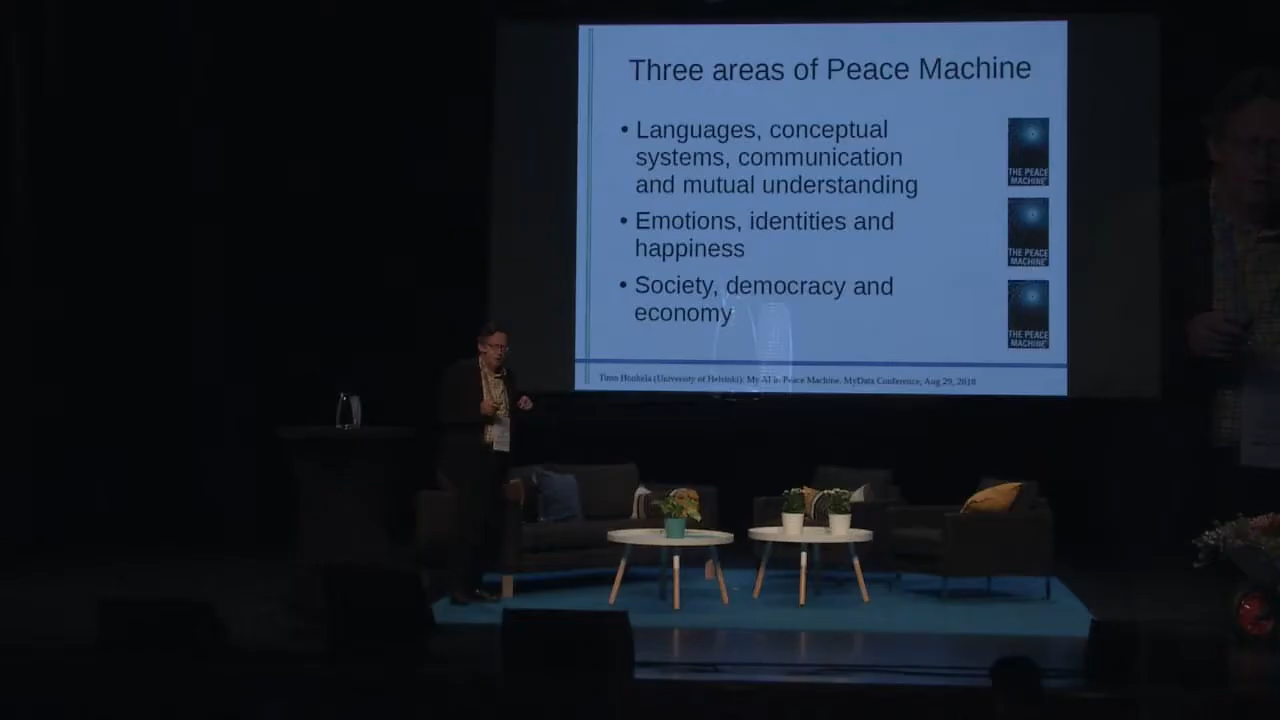 Three areas of Peace Machine
• Languages, conceptual
systems, communication
and mutual understanding
• Emotions, identities and
happiness
• Society, democracy and
economy
THE PEACE
MACHINE
THE PEACE
MACHINE
THE PEACE
MACHINE
Timo Honkela (University of Helsinki): My AI in Peace Machine. MyData Conference, Aug 29, 2018